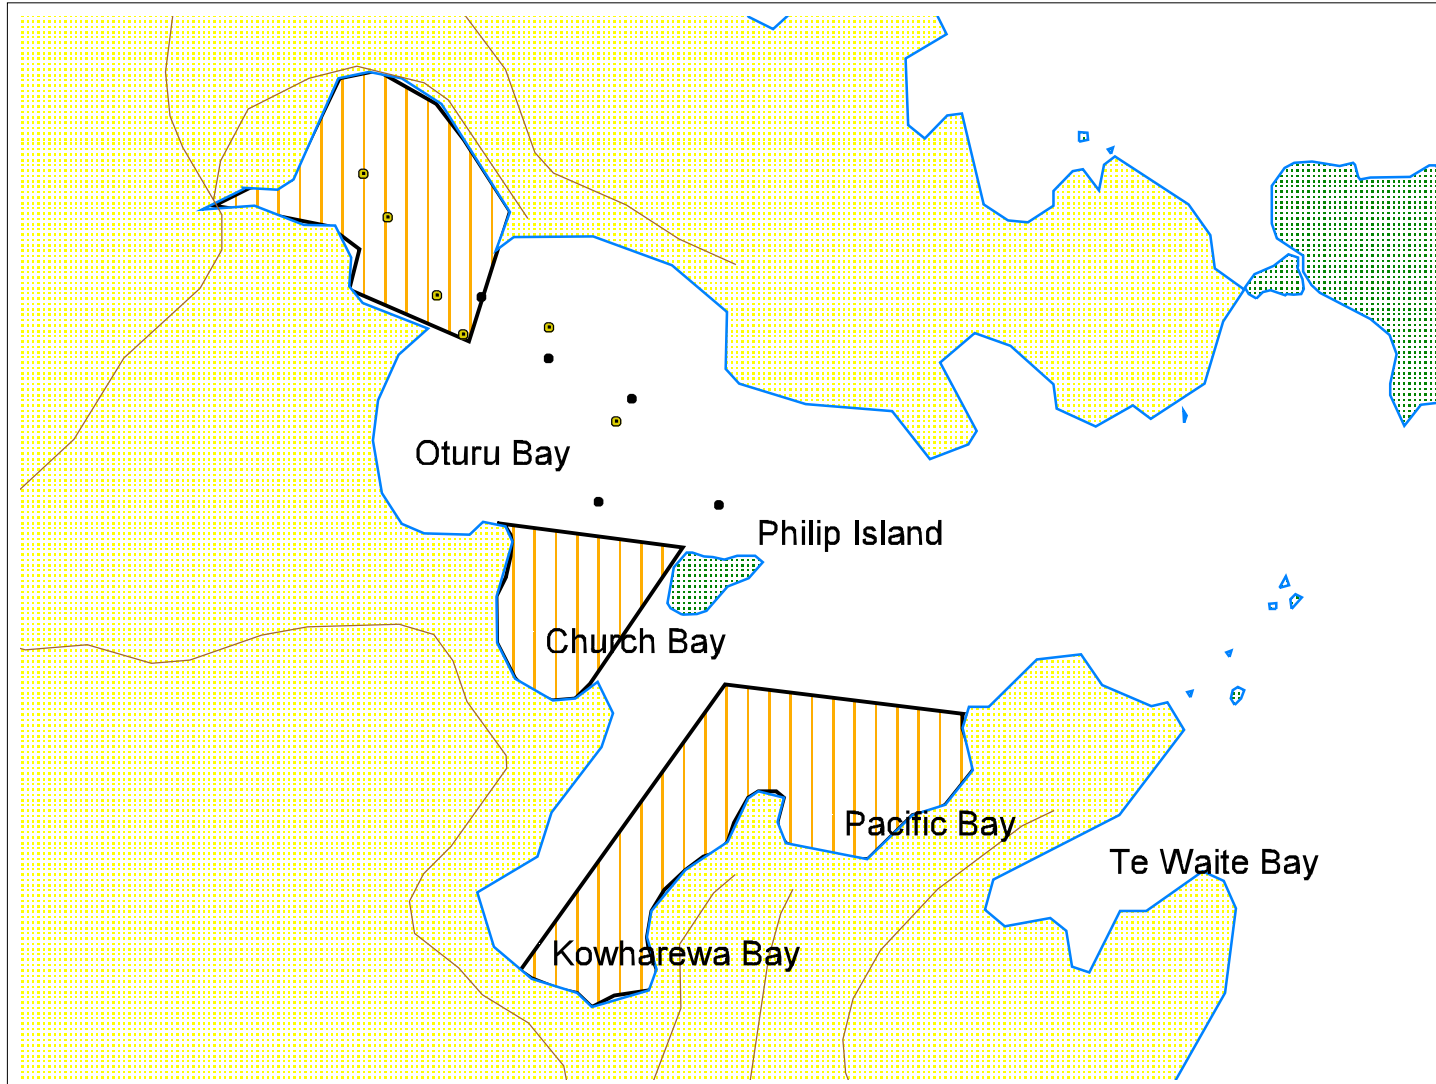 Oturu Bay
Philip Island
Church Bay
Pacific Bay
Te Waite Bay
Kowharewa Bay